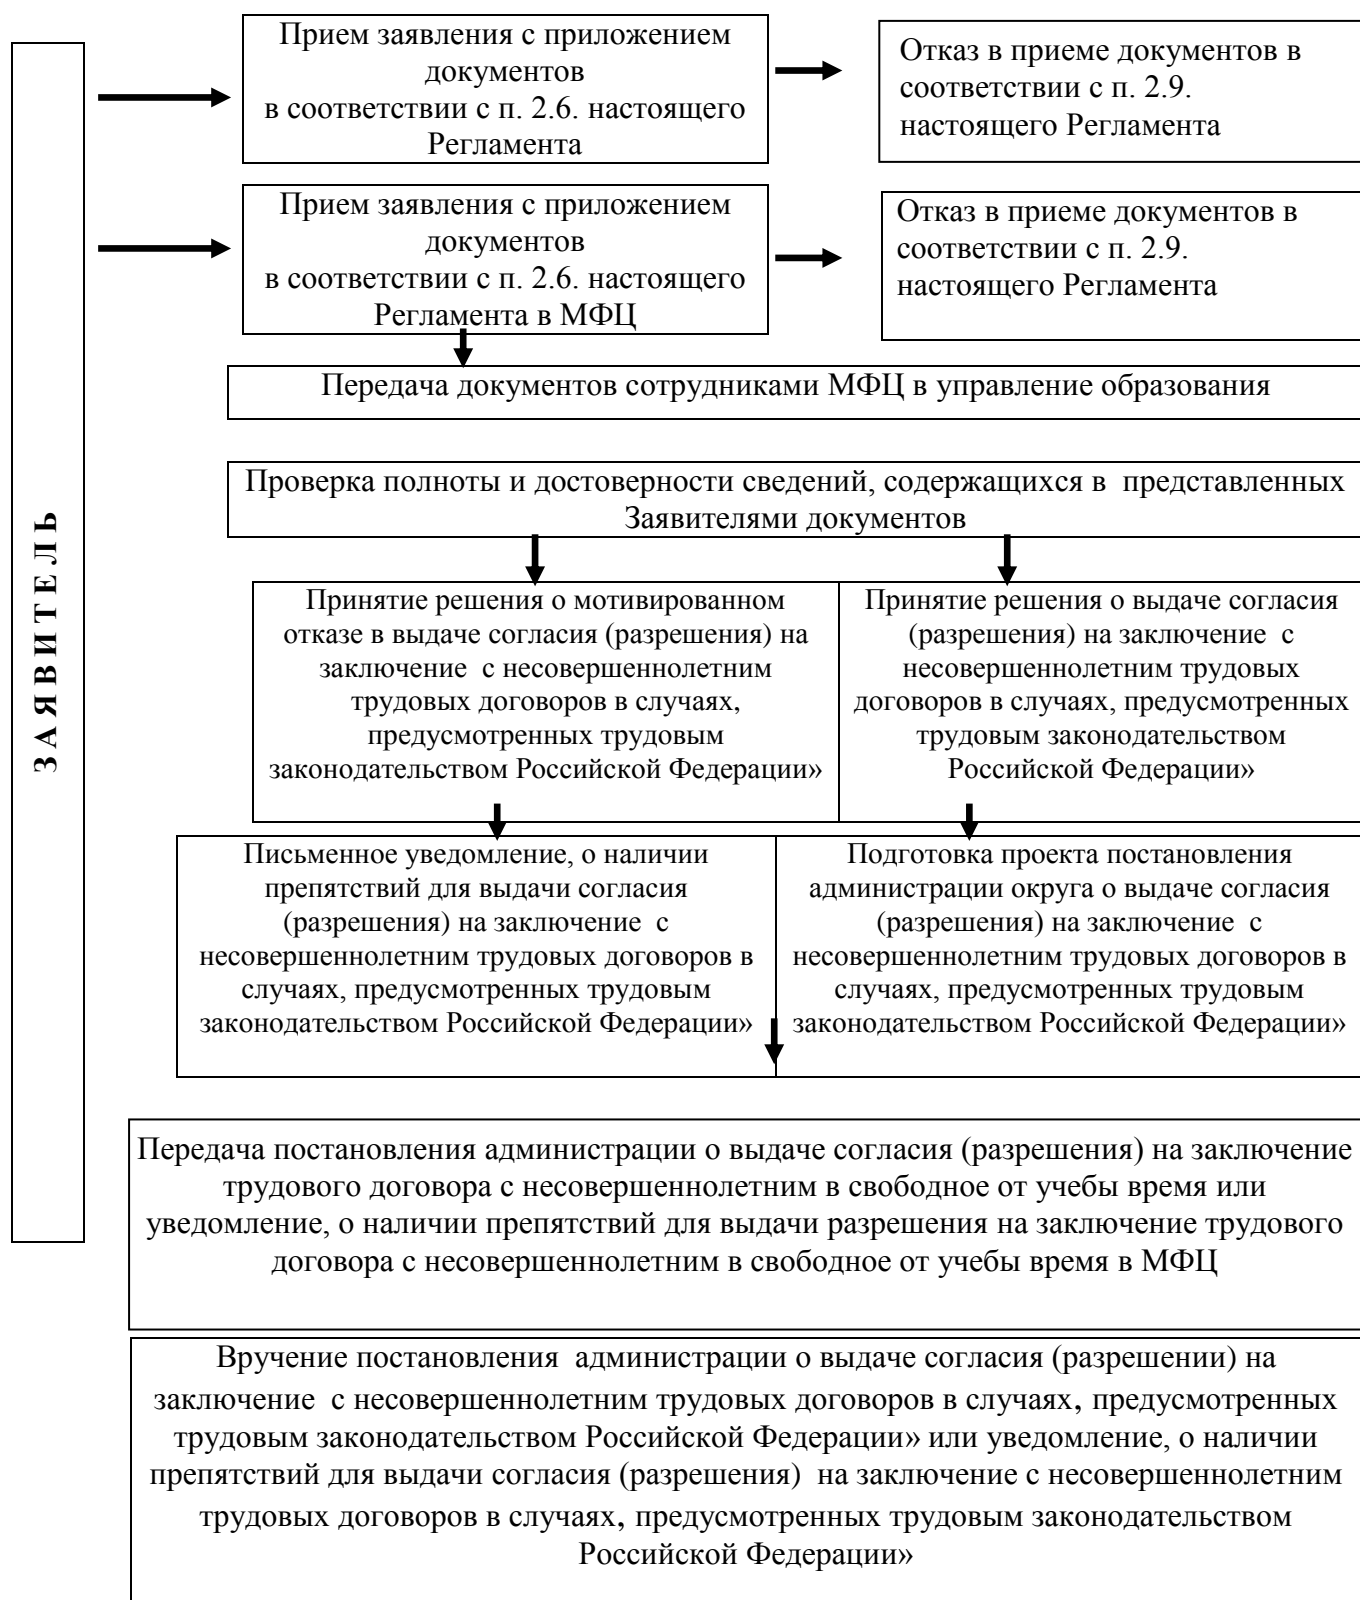 Прием заявления с приложением
документов
в соответствии с п. 2.6. настоящего
Регламента
Отказ в приеме документов в
соответствии с п. 2.9.
настоящего Регламента
З А Я В И Т Е Л Ь
Прием заявления с приложением
документов
в соответствии с п. 2.6. настоящего
Регламента в МФЦ
Отказ в приеме документов в
соответствии с п. 2.9.
настоящего Регламента
Передача документов сотрудниками МФЦ в управление образования
Проверка полноты и достоверности сведений, содержащихся в представленных
Заявителями документов
Принятие решения о мотивированном
отказе в выдаче согласия (разрешения) на
заключение с несовершеннолетним
трудовых договоров в случаях,
предусмотренных трудовым
законодательством Российской Федерации»
Принятие решения о выдаче согласия
(разрешения) на заключение с
несовершеннолетним трудовых
договоров в случаях, предусмотренных
трудовым законодательством
Российской Федерации»
Письменное уведомление, о наличии
препятствий для выдачи согласия
(разрешения) на заключение с
несовершеннолетним трудовых договоров в
случаях, предусмотренных трудовым
законодательством Российской Федерации»
Подготовка проекта постановления
администрации округа о выдаче согласия
(разрешения) на заключение с
несовершеннолетним трудовых договоров в
случаях, предусмотренных трудовым
законодательством Российской Федерации»
Передача постановления администрации о выдаче согласия (разрешения) на заключение
трудового договора с несовершеннолетним в свободное от учебы время или
уведомление, о наличии препятствий для выдачи разрешения на заключение трудового
договора с несовершеннолетним в свободное от учебы время в МФЦ
Вручение постановления администрации о выдаче согласия (разрешении) на
заключение с несовершеннолетним трудовых договоров в случаях, предусмотренных
трудовым законодательством Российской Федерации» или уведомление, о наличии
препятствий для выдачи согласия (разрешения) на заключение с несовершеннолетним
трудовых договоров в случаях, предусмотренных трудовым законодательством
Российской Федерации»